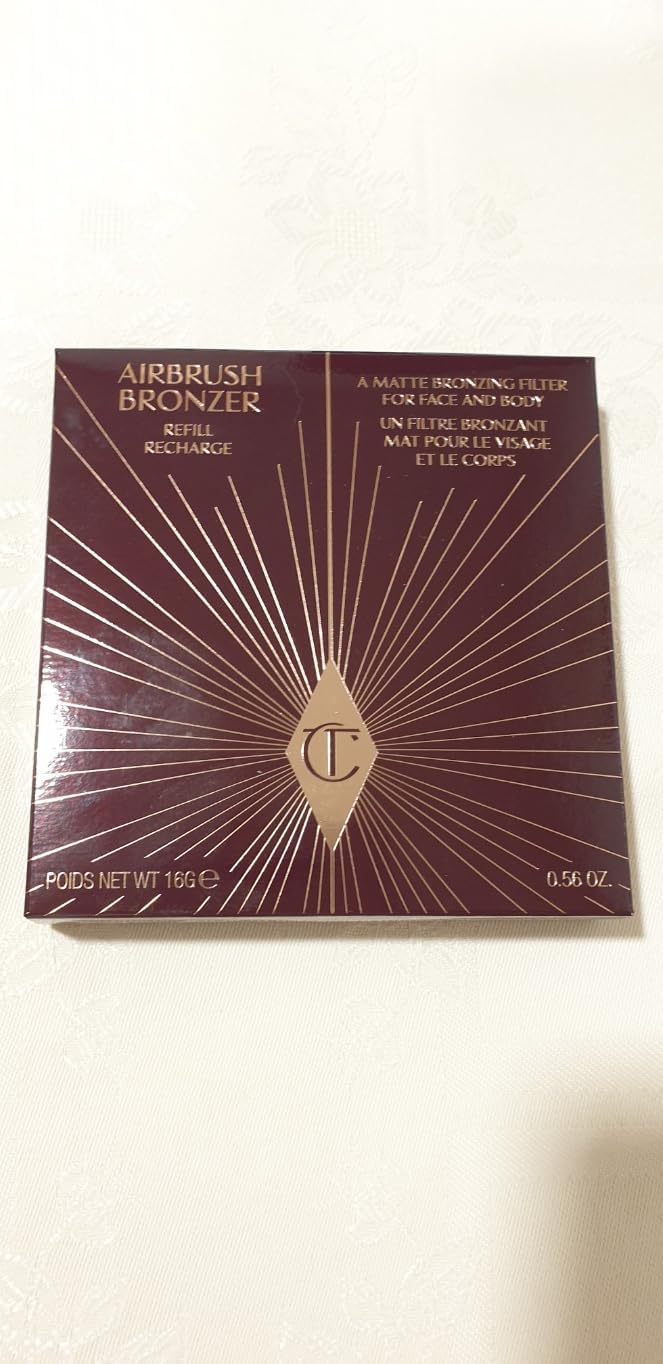 AIRBRUSH
BRONZER
REFILL
RECHARGE
A MATTE BRONZING FILTER
FOR FACE AND BODY
UN FILTRE BRONZANT
MAT POUR LE VISAGE
ET LE CORPS
CT
POIDS NET WT 16G ℮
0.56 OZ.